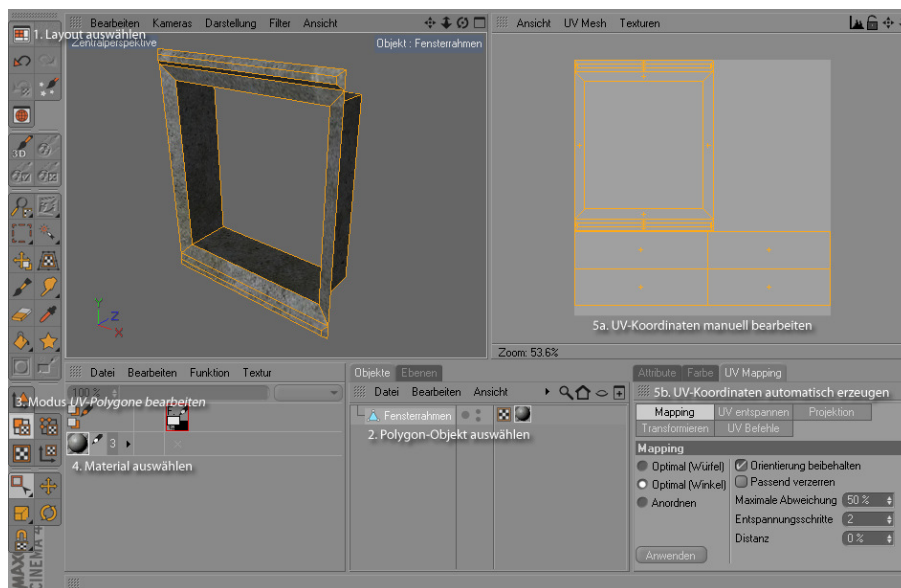 Bearbeiten Kameras Darstellung Filter Ansicht
Ansicht UV Mesh Texturen
1. Layout auswählen
Zentralperspektive
Objekt : Fensterrahmen
3D
Y
Z
X
5a. UV-Koordinaten manuell bearbeiten
Zoom: 53.6%
Datei Bearbeiten Funktion Textur
100 %
3. Modus UV-Polygone bearbeiten
3
4. Material auswählen
Objekte Ebenen
Datei Bearbeiten Ansicht
Fensterrahmen
2. Polygon-Objekt auswählen
Attribute Farbe UV Mapping
5b. UV-Koordinaten automatisch erzeugen
Mapping UV entspannen Projektion
Transformieren UV Befehle
Mapping
Optimal (Würfel) Orientierung beibehalten
Optimal (Winkel) Passend verzerren
Anordnen Maximale Abweichung 50 %
Entspannungsschritte 2
Distanz 0 %
Anwenden
CINEMA 4